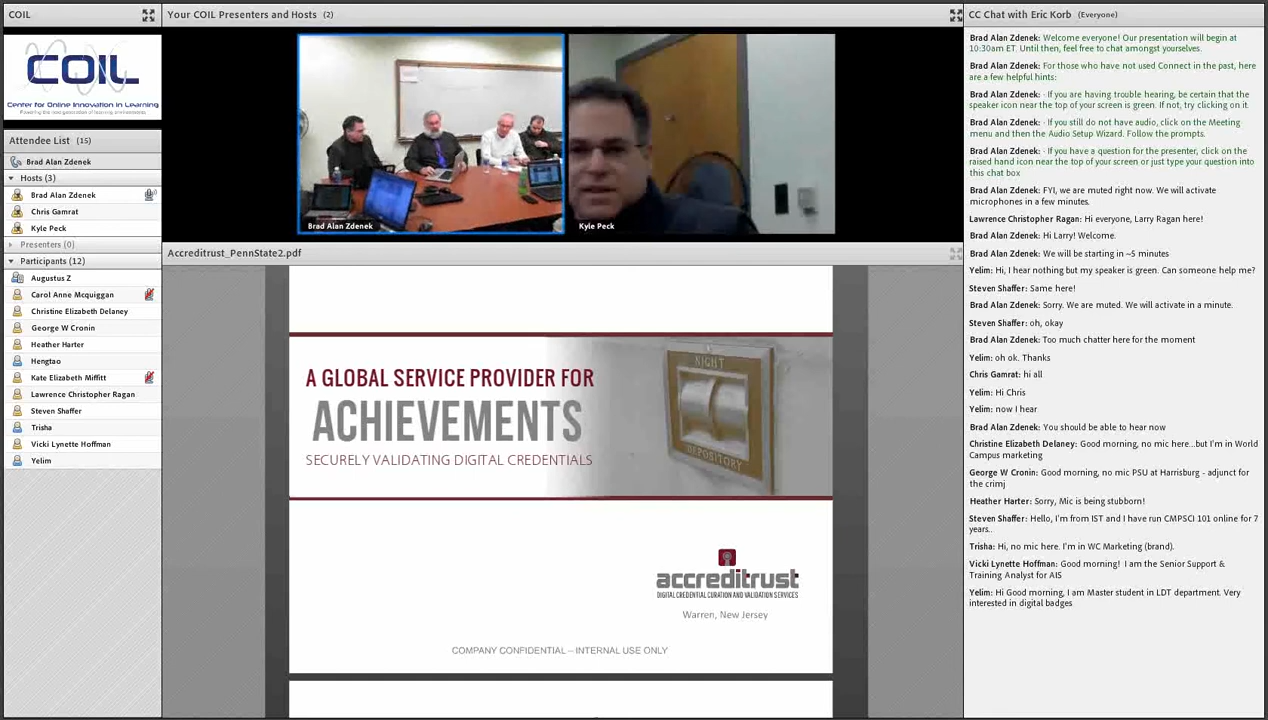 COIL
COIL
Center for Online Innovation in Learning
Attendee List (15)
Brad Alan Zdenek
Hosts (3)
Brad Alan Zdenek
Chris Gamrat
Kyle Peck
Presenters (0)
Participants (12)
Augustus Z
Carol Anne Mcquiggan
Christine Elizabeth Delaney
George W Cronin
Heather Harter
Hengtao
Kate Elizabeth Miffitt
Lawrence Christopher Ragan
Steven Shaffer
Trisha
Vicki Lynette Hoffman
Yelim
Your COIL Presenters and Hosts (2)
Brad Alan Zdenek
Kyle Peck
Accreditrust_PennState2.pdf
A GLOBAL SERVICE PROVIDER FOR
ACHIEVEMENTS
SECURELY VALIDATING DIGITAL CREDENTIALS
NIGHT
DEPOSITORY
accreditrust
DIGITAL CREDENTIAL CURATION AND VALIDATION SERVICES
Warren, New Jersey
COMPANY CONFIDENTIAL – INTERNAL USE ONLY
CC Chat with Eric Korb (Everyone)
Brad Alan Zdenek: Welcome everyone! Our presentation will begin at
10:30am ET. Until then, feel free to chat amongst yourselves.
Brad Alan Zdenek: For those who have not used Connect in the past, here
are a few helpful hints:
Brad Alan Zdenek: · If you are having trouble hearing, be certain that the
speaker icon near the top of your screen is green. If not, try clicking on it.
Brad Alan Zdenek: · If you still do not have audio, click on the Meeting
menu and then the Audio Setup Wizard. Follow the prompts.
Brad Alan Zdenek: · If you have a question for the presenter, click on the
raised hand icon near the top of your screen or just type your question into
this chat box
Brad Alan Zdenek: FYI, we are muted right now. We will activate
microphones in a few minutes.
Lawrence Christopher Ragan: Hi everyone, Larry Ragan here!
Brad Alan Zdenek: Hi Larry! Welcome.
Brad Alan Zdenek: We will be starting in ~5 minutes
Yelim: Hi, I hear nothing but my speaker is green. Can someone help me?
Steven Shaffer: Same here!
Brad Alan Zdenek: Sorry. We are muted. We will activate in a minute.
Steven Shaffer: oh, okay
Brad Alan Zdenek: Too much chatter here for the moment
Yelim: oh ok. Thanks
Chris Gamrat: hi all
Yelim: Hi Chris
Yelim: now I hear
Brad Alan Zdenek: You should be able to hear now
Christine Elizabeth Delaney: Good morning, no mic here...but I'm in World
Campus marketing
George W Cronin: Good morning, no mic PSU at Harrisburg - adjunct for
the crimj
Heather Harter: Sorry, Mic is being stubborn!
Steven Shaffer: Hello, I'm from IST and I have run CMPSCI 101 online for 7
years..
Trisha: Hi, no mic here. I'm in WC Marketing (brand).
Vicki Lynette Hoffman: Good morning! I am the Senior Support &
Training Analyst for AIS
Yelim: Hi Good morning, I am Master student in LDT department. Very
interested in digital badges